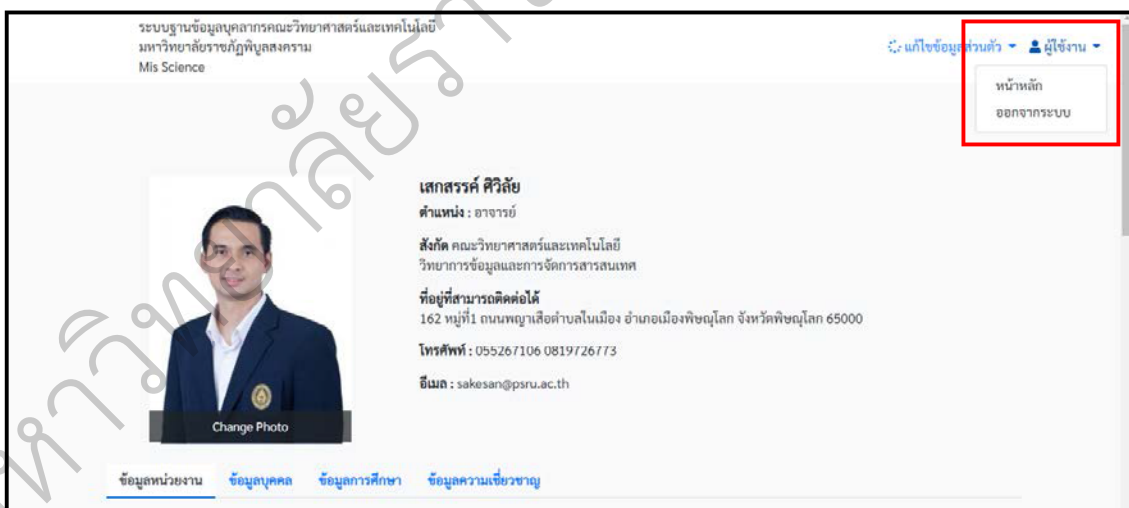 ระบบฐานข้อมูลบุคลากรคณะวิทยาศาสตร์และเทคโนโลยี
มหาวิทยาลัยราชภัฏพิบูลสงคราม
Mis Science
แก้ไขข้อมูลส่วนตัว
ผู้ใช้งาน
หน้าหลัก
ออกจากระบบ
เสกสรรค์ ศิวิลัย
ตำแหน่ง : อาจารย์
สังกัด คณะวิทยาศาสตร์และเทคโนโลยี
วิทยาการข้อมูลและการจัดการสารสนเทศ
ที่อยู่ที่สามารถติดต่อได้
162 หมู่ที่1 ถนนพญาเสือตำบลในเมือง อำเภอเมืองพิษณุโลก จังหวัดพิษณุโลก 65000
โทรศัพท์ : 055267106 0819726773
อีเมล : sakesan@psru.ac.th
Change Photo
ข้อมูลหน่วยงาน ข้อมูลบุคคล ข้อมูลการศึกษา ข้อมูลความเชี่ยวชาญ